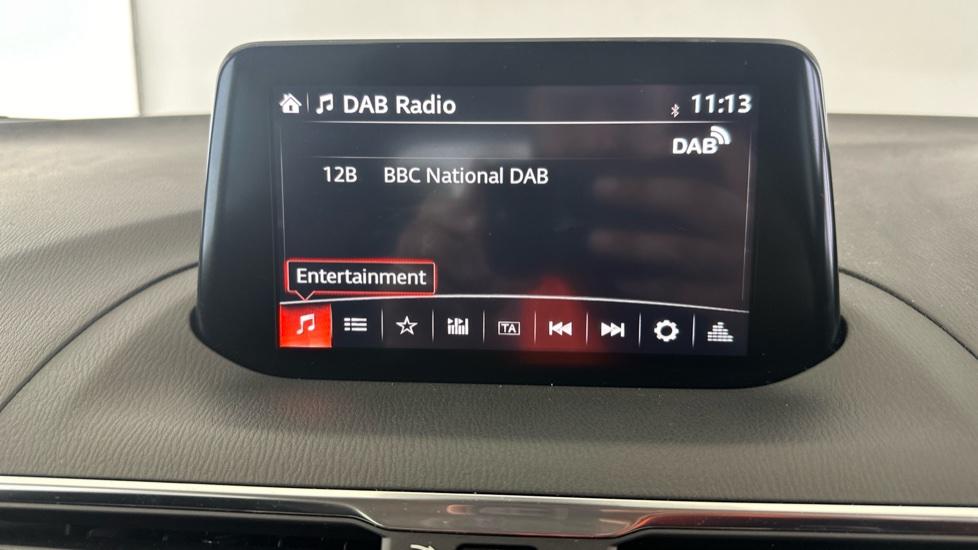 DAB Radio 11:13
DAB
12B BBC National DAB
Entertainment
TA